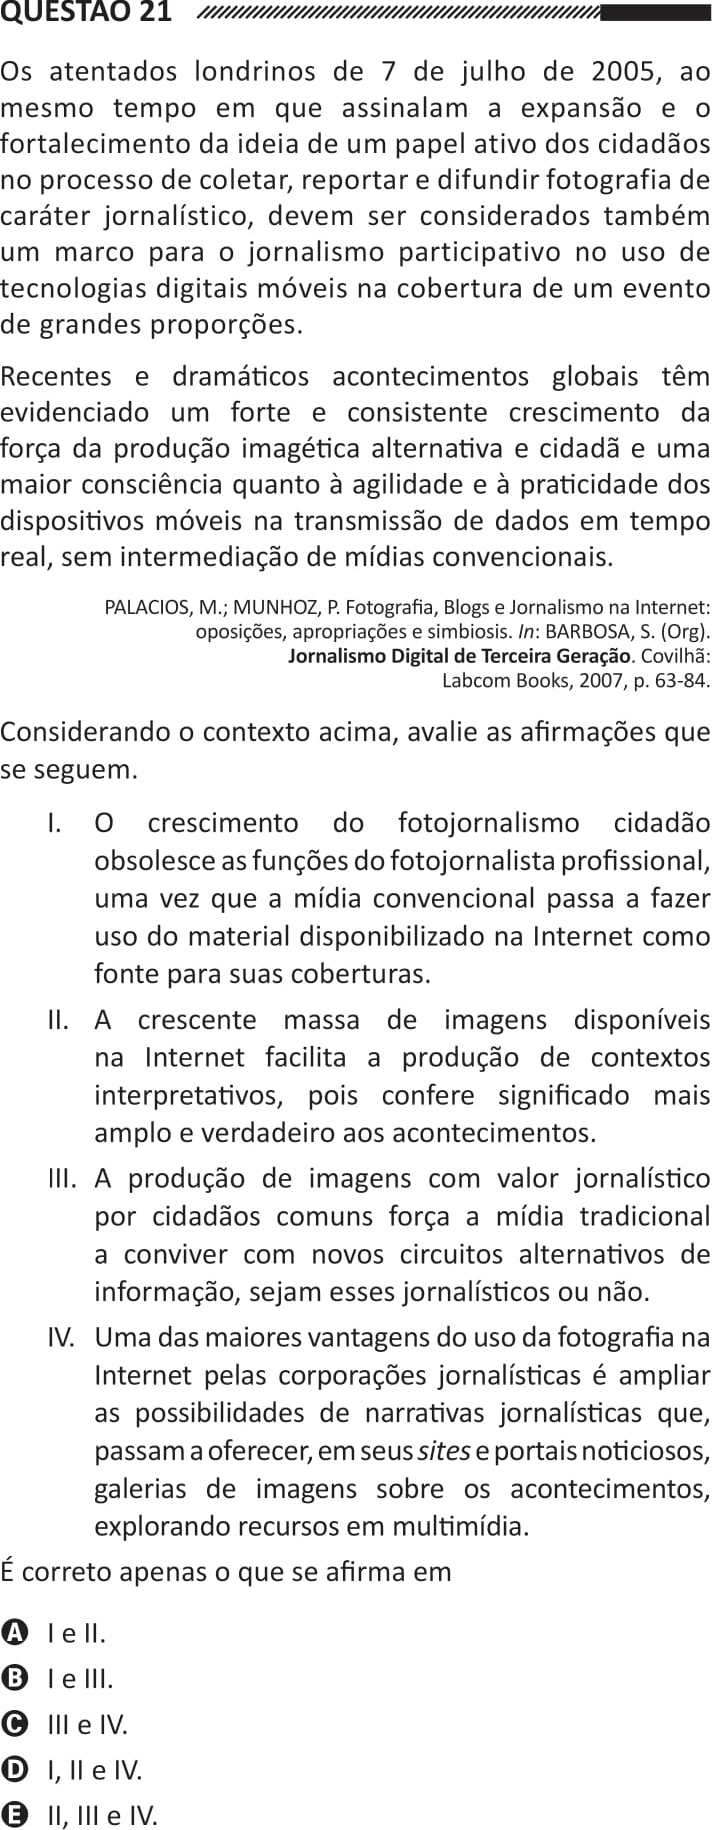 QUESTÃO 21
Os atentados londrinos de 7 de julho de 2005, ao
mesmo tempo em que assinalam a expansão e o
fortalecimento da ideia de um papel ativo dos cidadãos
no processo de coletar, reportar e difundir fotografia de
caráter jornalístico, devem ser considerados também
um marco para o jornalismo participativo no uso de
tecnologias digitais móveis na cobertura de um evento
de grandes proporções.
Recentes e dramáticos acontecimentos globais têm
evidenciado um forte e consistente crescimento da
força da produção imagética alternativa e cidadã e uma
maior consciência quanto à agilidade e à praticidade dos
dispositivos móveis na transmissão de dados em tempo
real, sem intermediação de mídias convencionais.
PALACIOS, M.; MUNHOZ, P. Fotografia, Blogs e Jornalismo na Internet:
oposições, apropriações e simbiosis. In: BARBOSA, S. (Org).
Jornalismo Digital de Terceira Geração. Covilhã:
Labcom Books, 2007, p. 63-84.
Considerando o contexto acima, avalie as afirmações que
se seguem.
I. O crescimento do fotojornalismo cidadão
obsolesce as funções do fotojornalista profissional,
uma vez que a mídia convencional passa a fazer
uso do material disponibilizado na Internet como
fonte para suas coberturas.
II. A crescente massa de imagens disponíveis
na Internet facilita a produção de contextos
interpretativos, pois confere significado mais
amplo e verdadeiro aos acontecimentos.
III. A produção de imagens com valor jornalístico
por cidadãos comuns força a mídia tradicional
a conviver com novos circuitos alternativos de
informação, sejam esses jornalísticos ou não.
IV. Uma das maiores vantagens do uso da fotografia na
Internet pelas corporações jornalísticas é ampliar
as possibilidades de narrativas jornalísticas que,
passam a oferecer, em seus sites e portais noticiosos,
galerias de imagens sobre os acontecimentos,
explorando recursos em multimídia.
É correto apenas o que se afirma em
A I e II.
B I e III.
C III e IV.
D I, II e IV.
E II, III e IV.